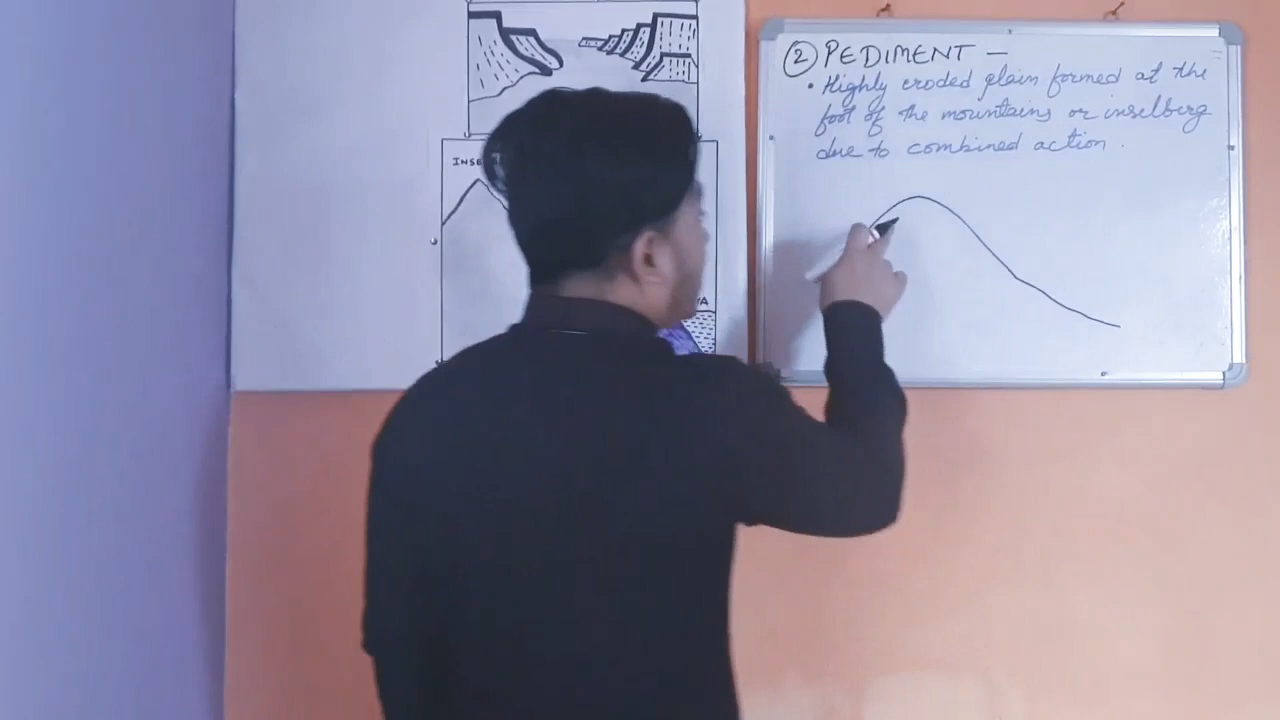 ② PEDIMENT —
• Highly eroded plain formed at the
foot of the mountains or inselberg
due to combined action.
INSE
YA